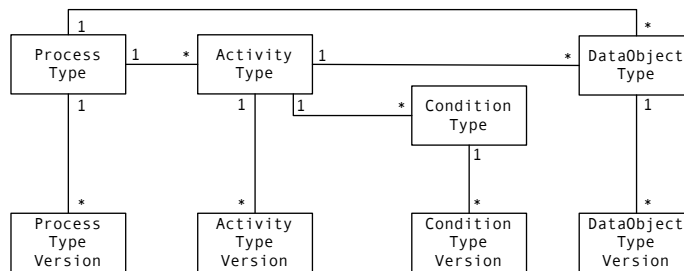 1
*
Process
Type
1
*
Activity
Type
1
*
DataObject
Type
1
1
1
*
Condition
Type
1
1
*
*
*
*
Process
Type
Version
Activity
Type
Version
Condition
Type
Version
DataObject
Type
Version